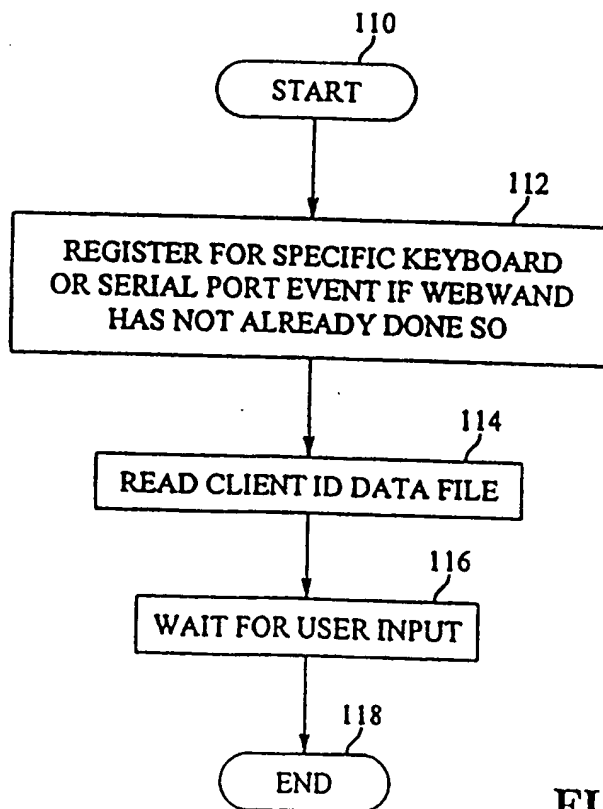 110
START
112
REGISTER FOR SPECIFIC KEYBOARD
OR SERIAL PORT EVENT IF WEBWAND
HAS NOT ALREADY DONE SO
114
READ CLIENT ID DATA FILE
116
WAIT FOR USER INPUT
118
END